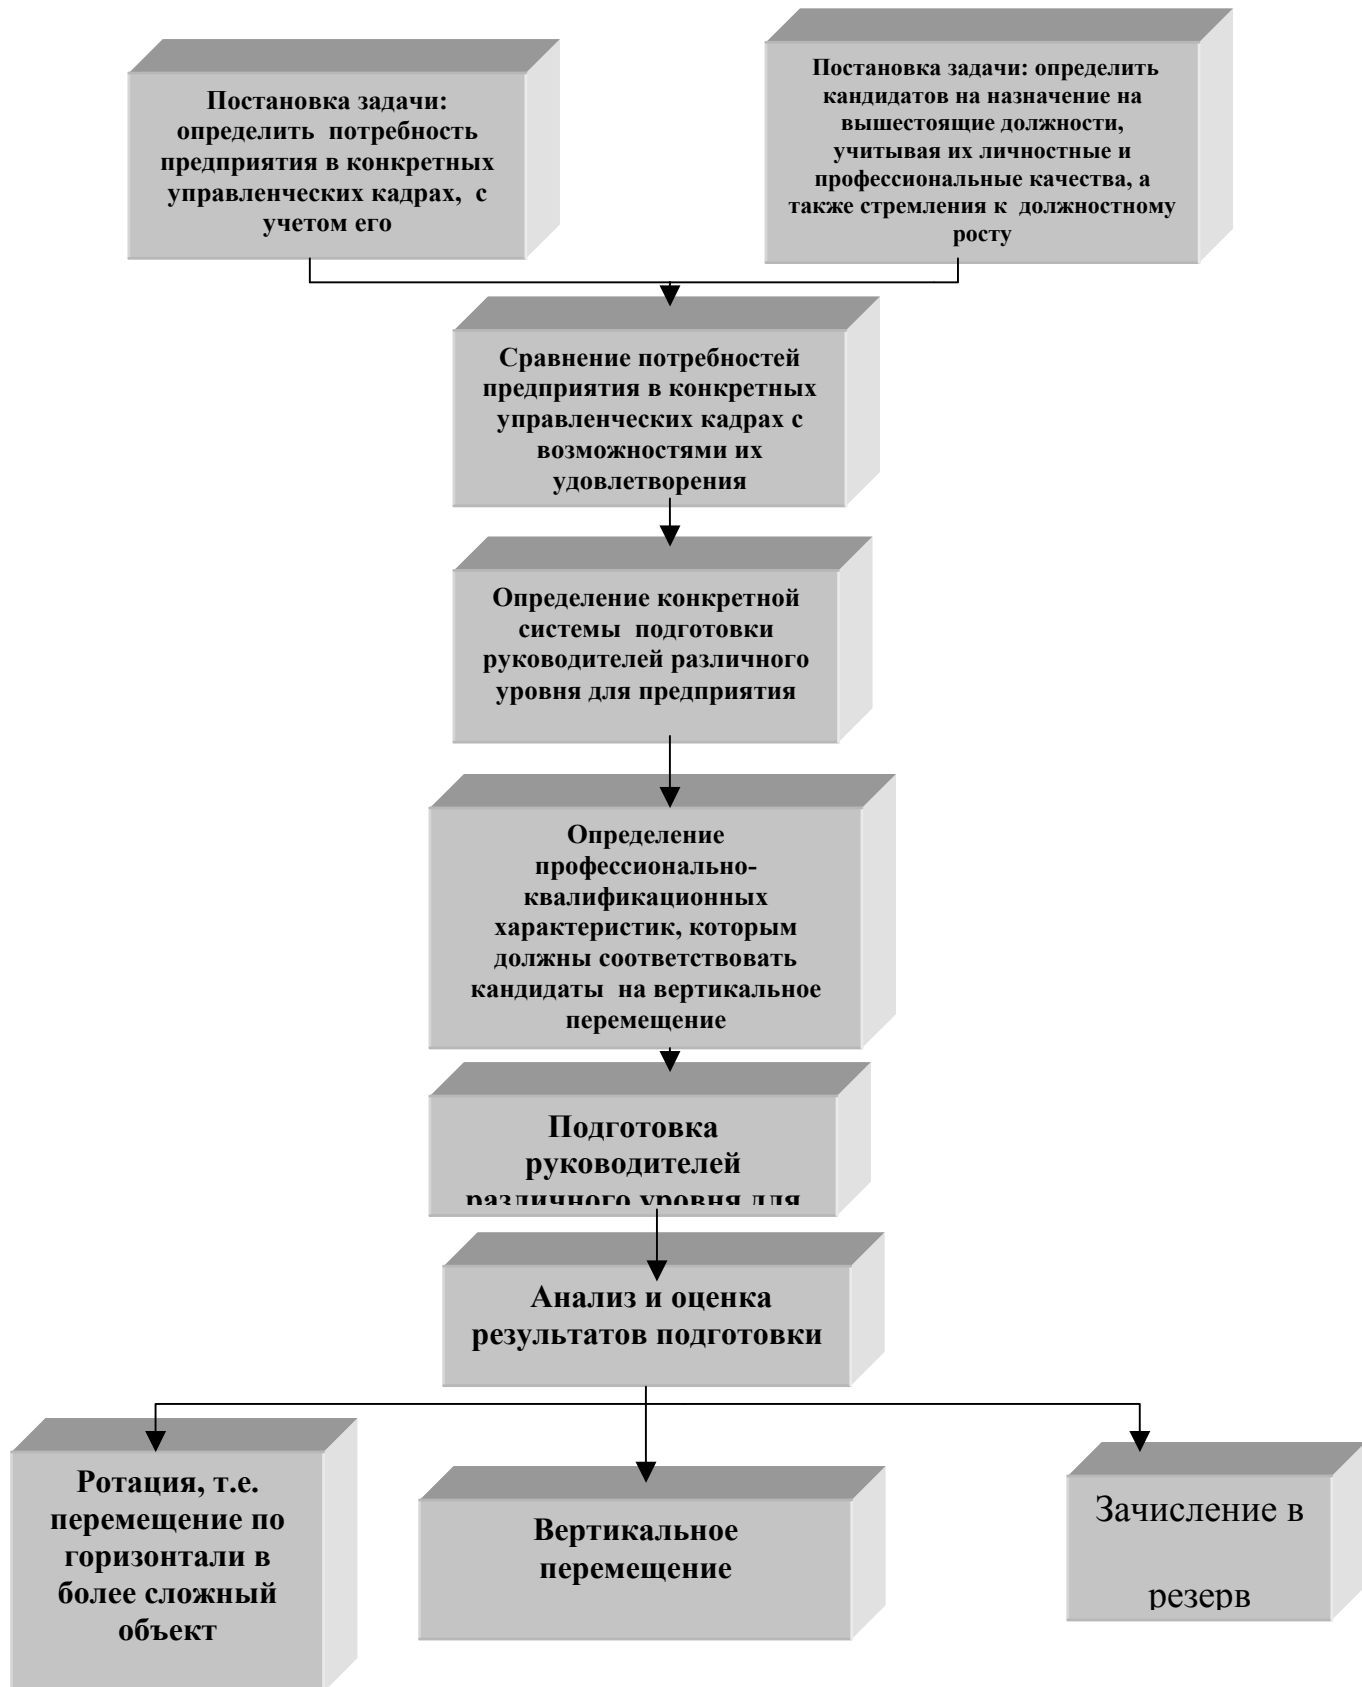 Постановка задачи:
определить потребность
предприятия в конкретных
управленческих кадрах, с
учетом его
Постановка задачи: определить
кандидатов на назначение на
вышестоящие должности,
учитывая их личностные и
профессиональные качества, а
также стремления к должностному
росту
Сравнение потребностей
предприятия в конкретных
управленческих кадрах с
возможностями их
удовлетворения
Определение конкретной
системы подготовки
руководителей различного
уровня для предприятия
Определение
профессионально-
квалификационных
характеристик, которым
должны соответствовать
кандидаты на вертикальное
перемещение
Подготовка
руководителей
различного уровня для
Анализ и оценка
результатов подготовки
Ротация, т.е.
перемещение по
горизонтали в
более сложный
объект
Вертикальное
перемещение
Зачисление в
резерв